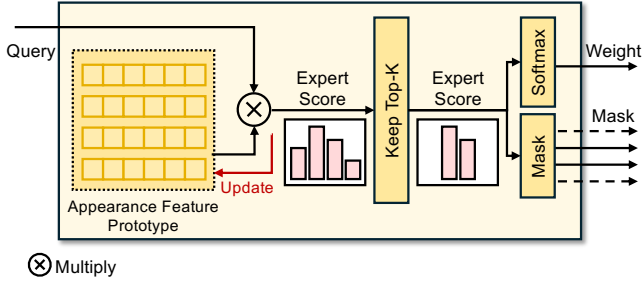 Query
Expert
Score
Keep Top-K
Expert
Score
Softmax
Weight
Mask
Mask
Update
Appearance Feature
Prototype
Multiply